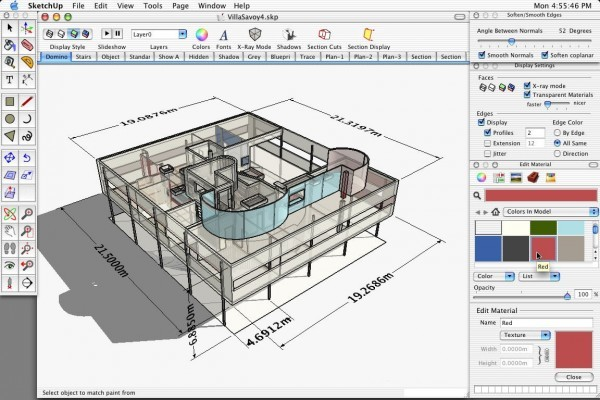 SketchUp File Edit View Tools Page Window Help 4:55:46 PM
VillaSavoy4.skp
Layer0
Display Style Slideshow Layers Fonts X-Ray Mode Shadows Section Cuts Section Display
Domino Stairs Object Standar Show A Hidden Shadow Grey Bluepri Trace Plan-1 Plan-2 Plan-3 Section Section
19.0876m
21.3197m
21.5000m
6.8850m
4.6912m
19.2686m
Select object to match paint from
Soften/Smooth Edges
Angle Between Normals 52 Degrees
Smooth Normals Soften coplanar
Display Settings
Faces
X-ray mode
Transparent Materials
faster nicer
Edges Edge Color
Display By Edge
Profiles 2 All Same
Extension 12 Direction
Jitter
Edit Material
Colors In Model
Red
Color List
Opacity
100 %
Edit Material
Name Red
Texture
Width 0.0000m
Height 0.0000m
Close